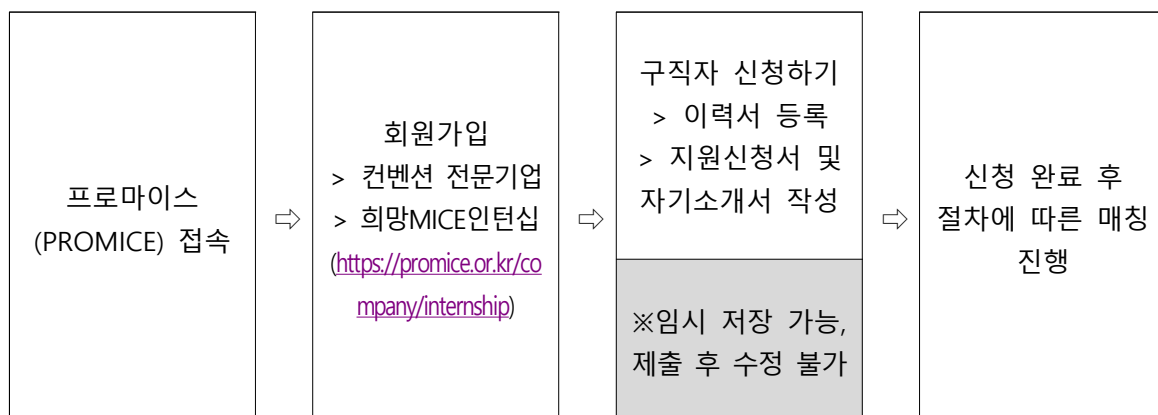 프로마이스
(PROMICE) 접속
⇨
회원가입
> 컨벤션 전문기업
> 희망MICE인턴십
(https://promice.or.kr/co
mpany/internship)
⇨
구직자 신청하기
> 이력서 등록
> 지원신청서 및
자기소개서 작성
※임시 저장 가능,
제출 후 수정 불가
⇨
신청 완료 후
절차에 따른 매칭
진행